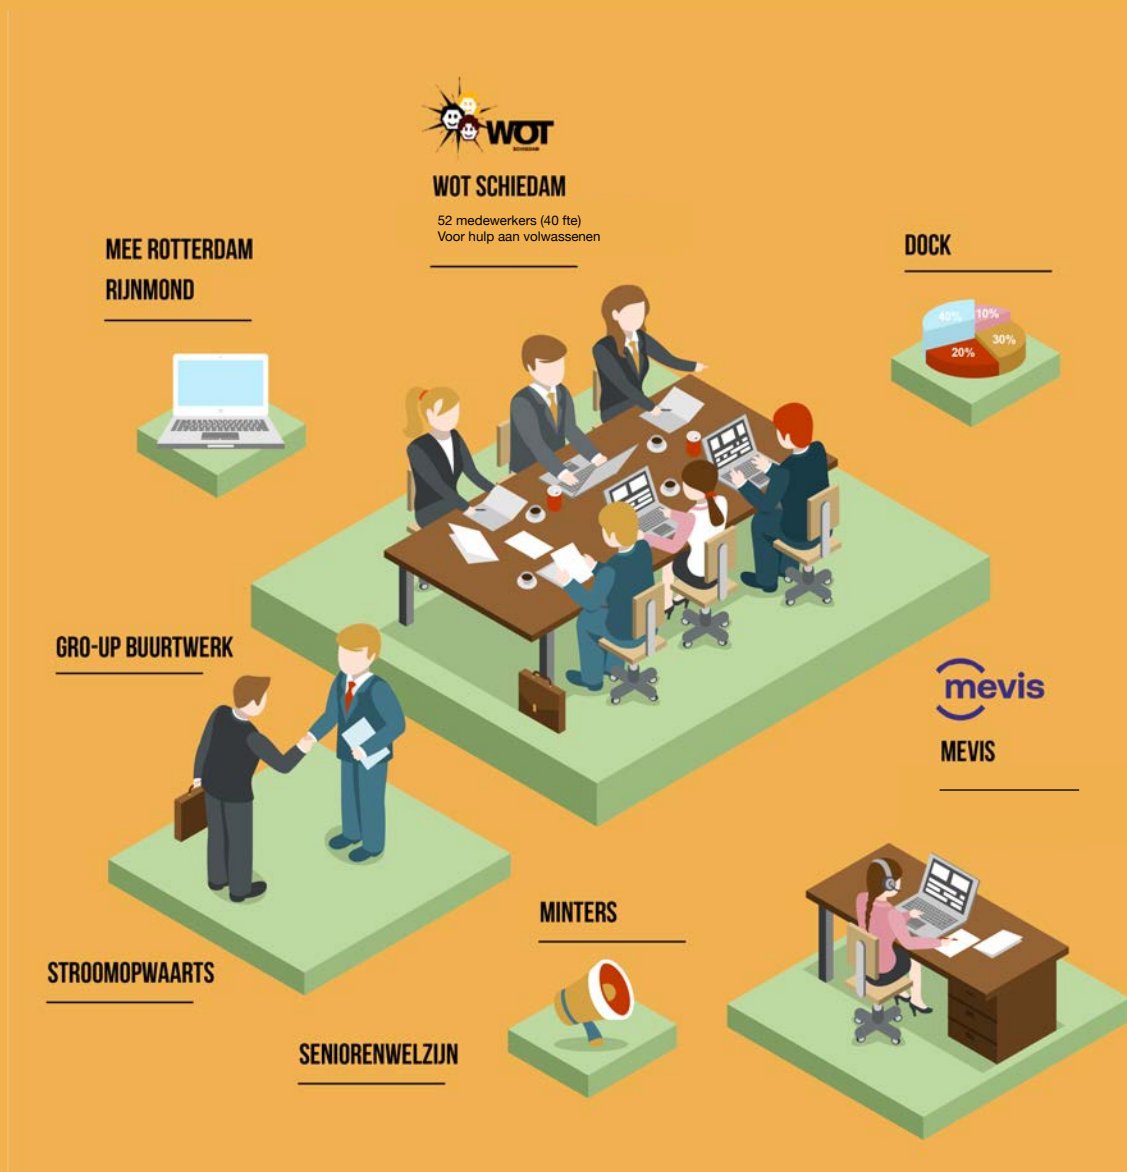 WOT
SCHIEDAM
WOT SCHIEDAM
52 medewerkers (40 fte)
Voor hulp aan volwassenen
MEE ROTTERDAM
RIJNMOND
DOCK
40%
10%
30%
20%
GRO-UP BUURTWERK
mevis
MEVIS
MINTERS
STROOMOPWAARTS
SENIORENWELZIJN